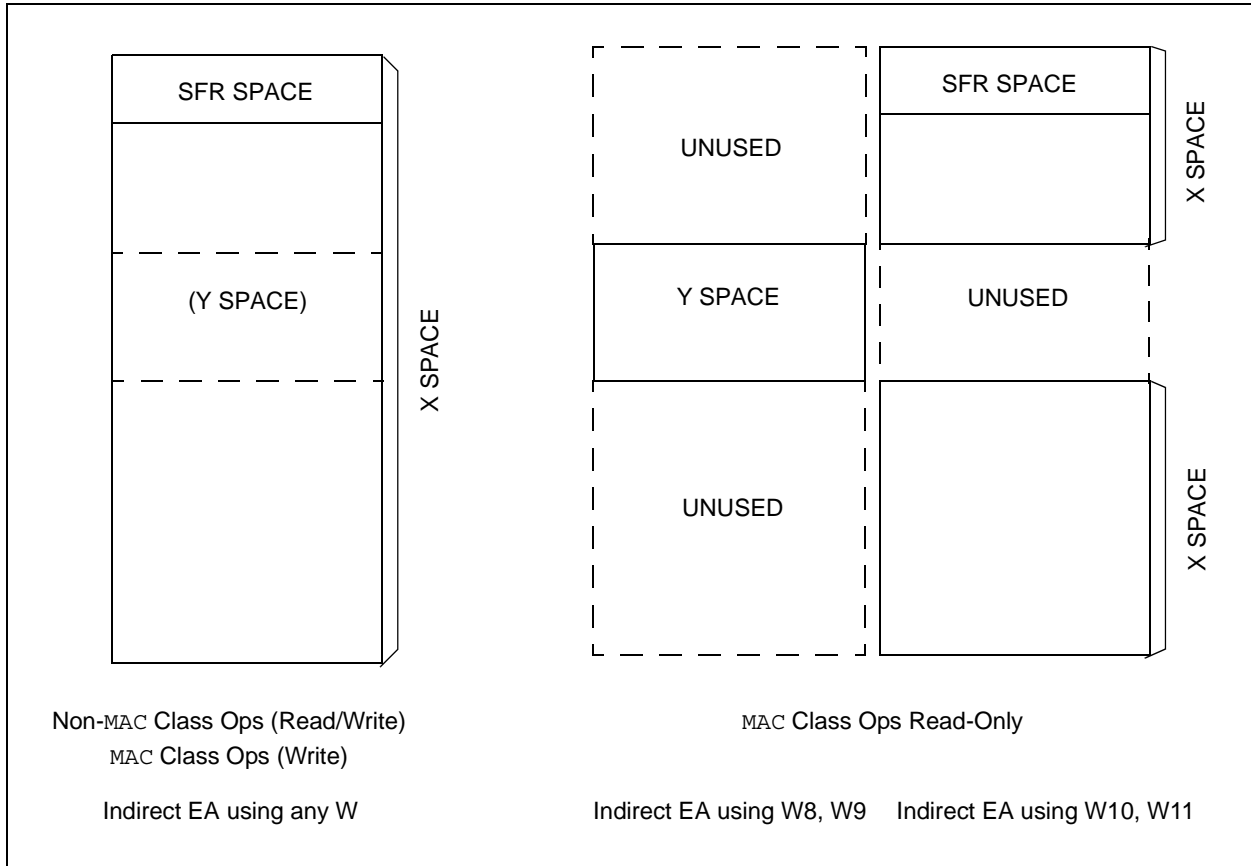 SFR SPACE
(Y SPACE)
X SPACE
Non-MAC Class Ops (Read/Write)
MAC Class Ops (Write)
Indirect EA using any W
UNUSED
Y SPACE
UNUSED
SFR SPACE
UNUSED
X SPACE
X SPACE
MAC Class Ops Read-Only
Indirect EA using W8, W9
Indirect EA using W10, W11